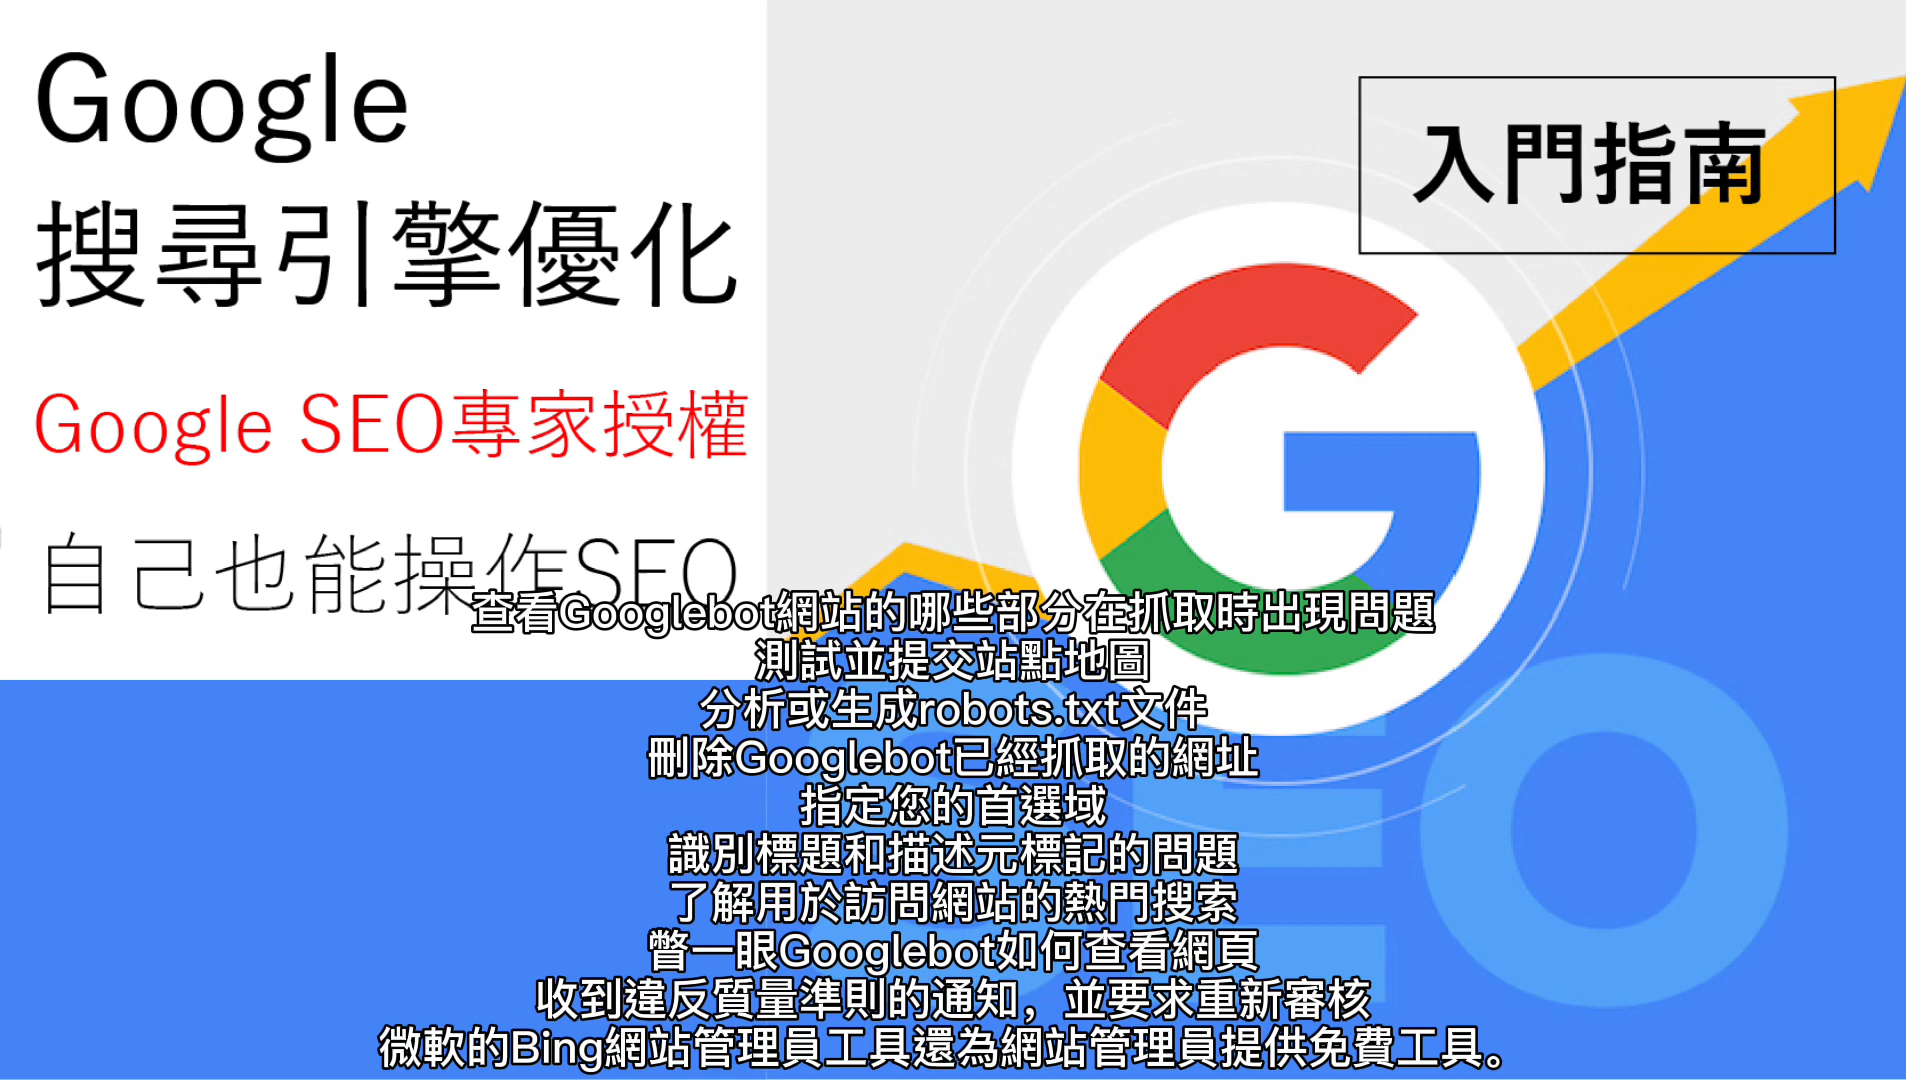 Google
搜尋引擎優化
Google SEO專家授權
自己也能操作SEO
入門指南
查看Googlebot網站的哪些部分在抓取時出現問題
測試並提交站點地圖
分析或生成robots.txt文件
刪除Googlebot已經抓取的網址
指定您的首選域
識別標題和描述元標記的問題
了解用於訪問網站的熱門搜索
瞥一眼Googlebot如何查看網頁
收到違反質量準則的通知，並要求重新審核
微軟的Bing網站管理員工具還為網站管理員提供免費工具。
SEO